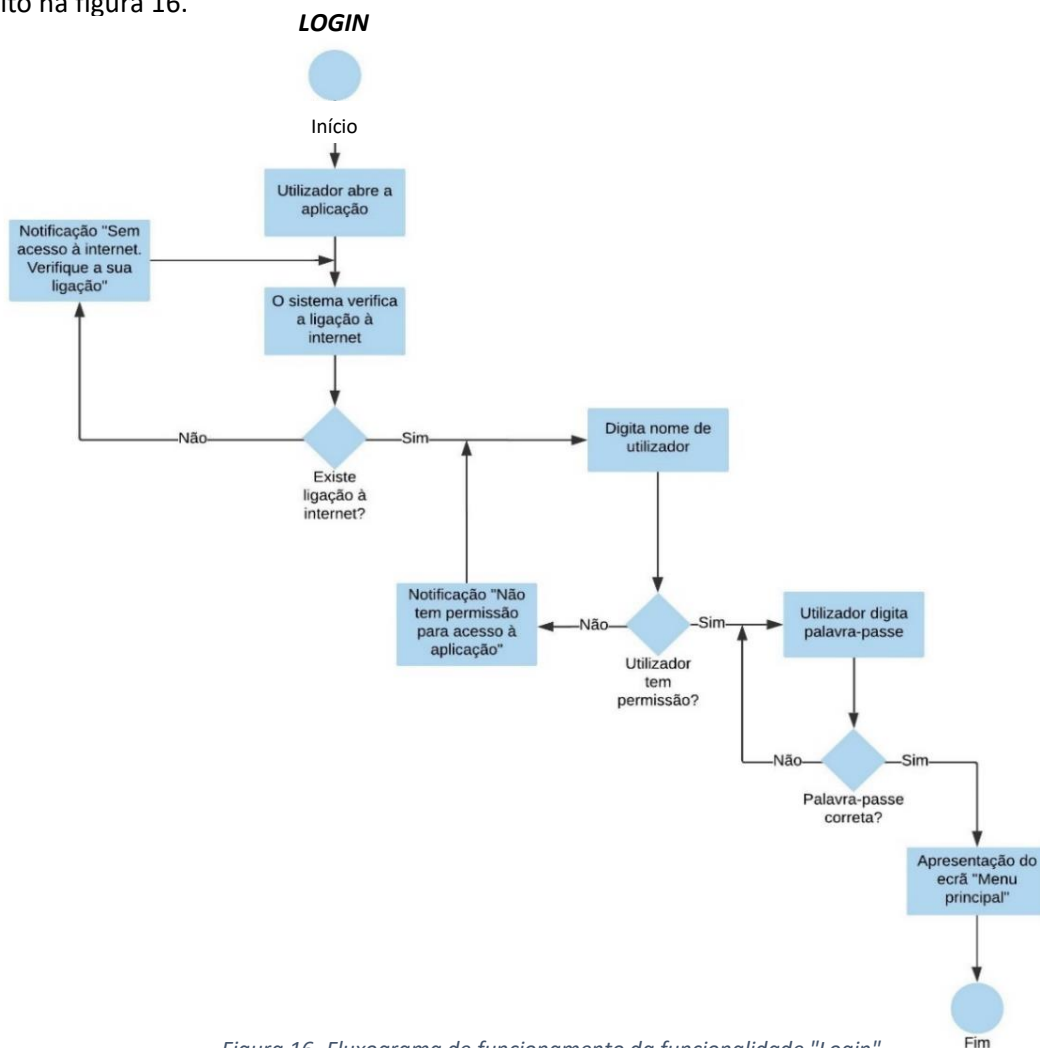 ito na figura 16.
LOGIN
Início
Utilizador abre a
aplicação
Notificação "Sem
acesso à internet.
Verifique a sua
ligação"
O sistema verifica
a ligação à
internet
Não
Sim
Existe
ligação à
internet?
Digita nome de
utilizador
Notificação "Não
tem permissão
para acesso à
aplicação"
Não
Sim
Utilizador
tem
permissão?
Utilizador digita
palavra-passe
Não
Sim
Palavra-passe
correta?
Apresentação do
ecrã "Menu
principal"
Fim
Figura 16. Fluxograma de funcionamento da funcionalidade "Login"